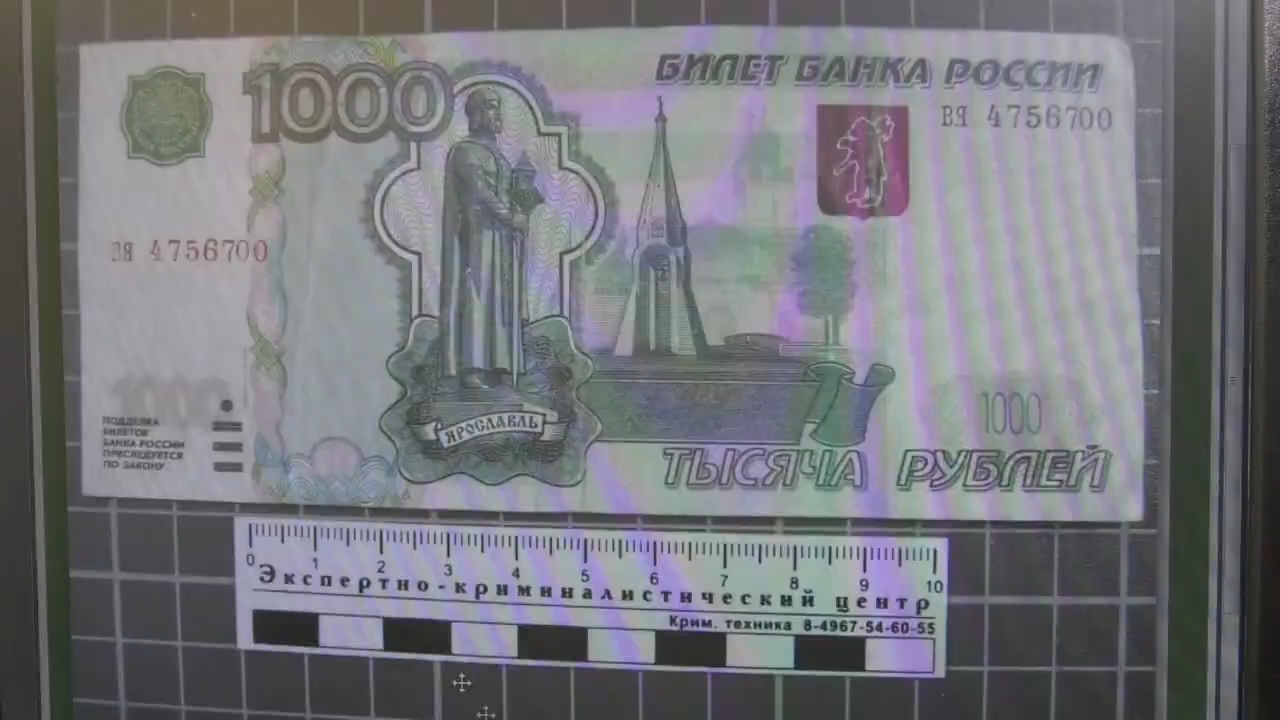 1000
БИЛЕТ БАНКА РОССИИ
ВЯ 4756700
ВЯ 4756700
1000
ПОДДЕЛКА
БИЛЕТОВ
БАНКА РОССИИ
ПРЕСЛЕДУЕТСЯ
ПО ЗАКОНУ.
ЯРОСЛАВЛЬ
1000
ТЫСЯЧА РУБЛЕЙ
0 1 2 3 4 5 6 7 8 9 10
Экспертно-криминалистический центр
Крим. техника 8-4967-54-60-55